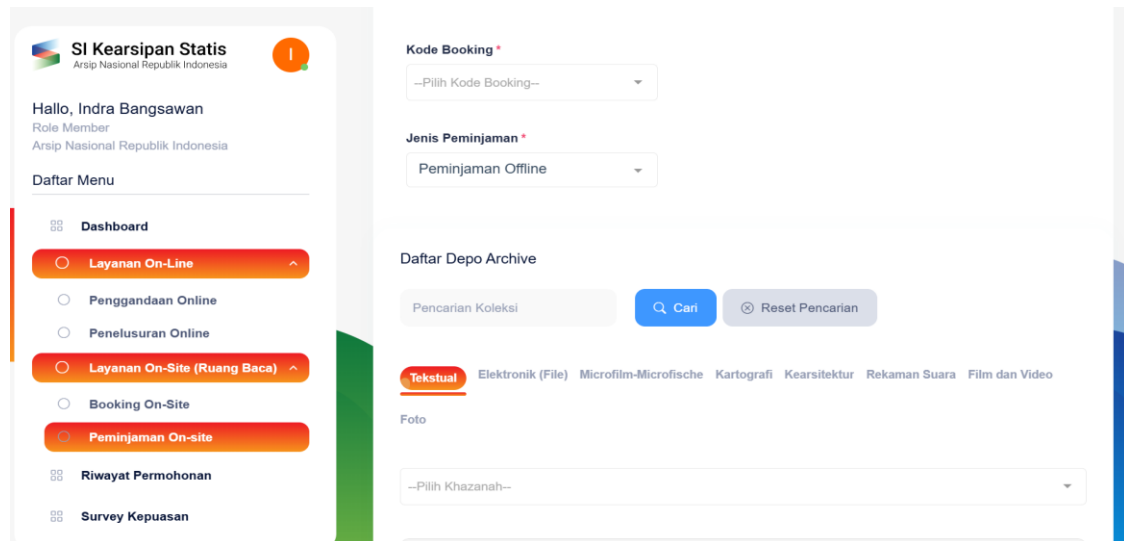 SI Kearsipan Statis
Arsip Nasional Republik Indonesia
I
Hallo, Indra Bangsawan
Role Member
Arsip Nasional Republik Indonesia
Daftar Menu
Dashboard
Layanan On-Line
Penggandaan Online
Penelusuran Online
Layanan On-Site (Ruang Baca)
Booking On-Site
Peminjaman On-site
Riwayat Permohonan
Survey Kepuasan
Kode Booking *
--Pilih Kode Booking--
Jenis Peminjaman *
Peminjaman Offline
Daftar Depo Archive
Pencarian Koleksi
Cari
Reset Pencarian
Tekstual Elektronik (File) Microfilm-Microfische Kartografi Kearsitektur Rekaman Suara Film dan Video
Foto
--Pilih Khazanah--